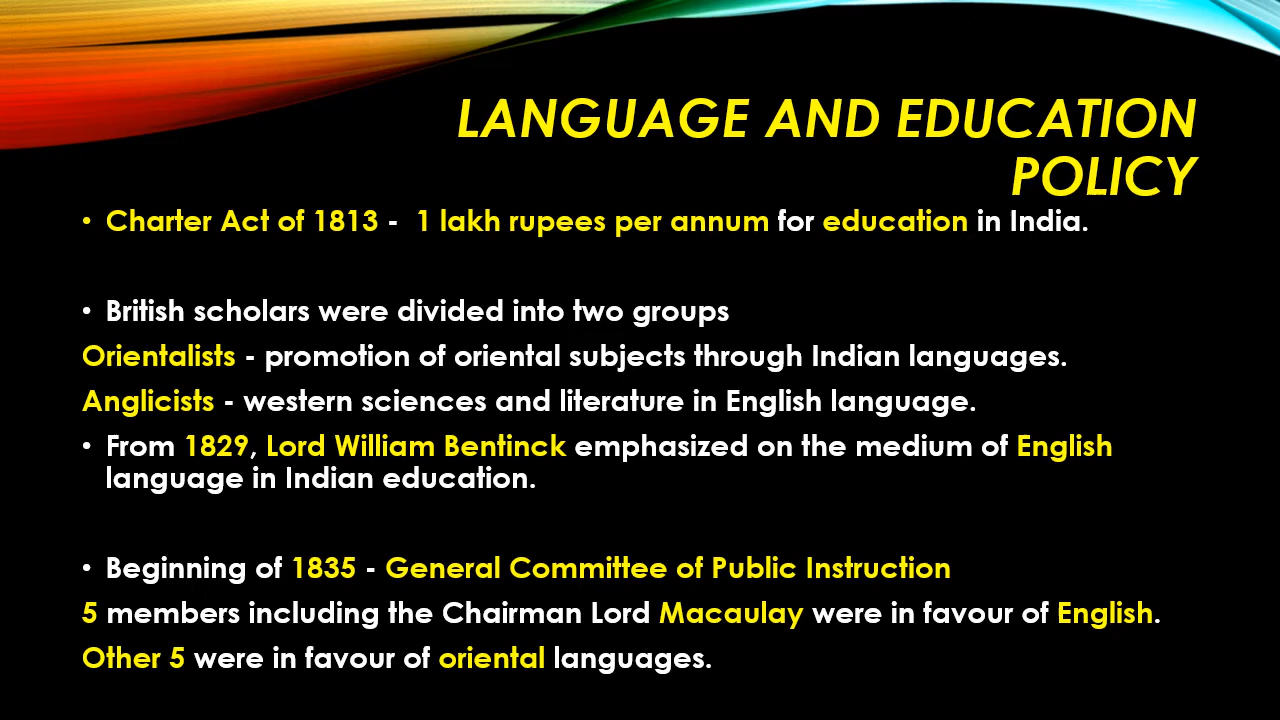 LANGUAGE AND EDUCATION
POLICY
• Charter Act of 1813 - 1 lakh rupees per annum for education in India.
• British scholars were divided into two groups
Orientalists - promotion of oriental subjects through Indian languages.
Anglicists - western sciences and literature in English language.
• From 1829, Lord William Bentinck emphasized on the medium of English
language in Indian education.
• Beginning of 1835 - General Committee of Public Instruction
5 members including the Chairman Lord Macaulay were in favour of English.
Other 5 were in favour of oriental languages.